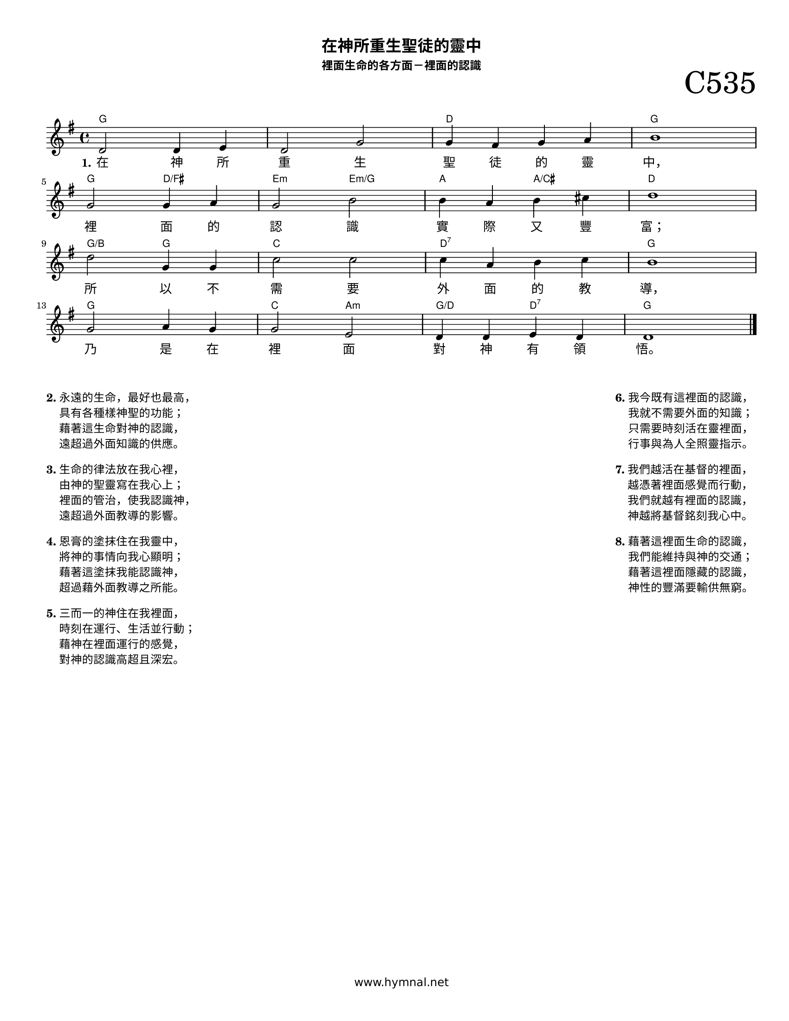 在神所重生聖徒的靈中
裡面生命的各方面－裡面的認識
C535
G D G
1. 在 神 所 重 生 聖 徒 的 靈 中，
5 G D/F♯ Em Em/G A A/C♯ D
裡 面 的 認 識 實 際 又 豐 富；
9 G/B G C D7 G
所 以 不 需 要 外 面 的 教 導，
13 G C Am G/D D7 G
乃 是 在 裡 面 對 神 有 領 悟。
2. 永遠的生命，最好也最高，
具有各種樣神聖的功能；
藉著這生命對神的認識，
遠超過外面知識的供應。
3. 生命的律法放在我心裡，
由神的聖靈寫在我心上；
裡面的管治，使我認識神，
遠超過外面教導的影響。
4. 恩膏的塗抹住在我靈中，
將神的事情向我心顯明；
藉著這塗抹我能認識神，
超過藉外面教導之所能。
5. 三而一的神住在我裡面，
時刻在運行、生活並行動；
藉神在裡面運行的感覺，
對神的認識高超且深宏。
6. 我今既有這裡面的認識，
我就不需要外面的知識；
只需要時刻活在靈裡面，
行事與為人全照靈指示。
7. 我們越活在基督的裡面，
越憑著裡面感覺而行動，
我們就越有裡面的認識，
神越將基督銘刻我心中。
8. 藉著這裡面生命的認識，
我們能維持與神的交通；
藉著這裡面隱藏的認識，
神性的豐滿要輸供無窮。
www.hymnal.net